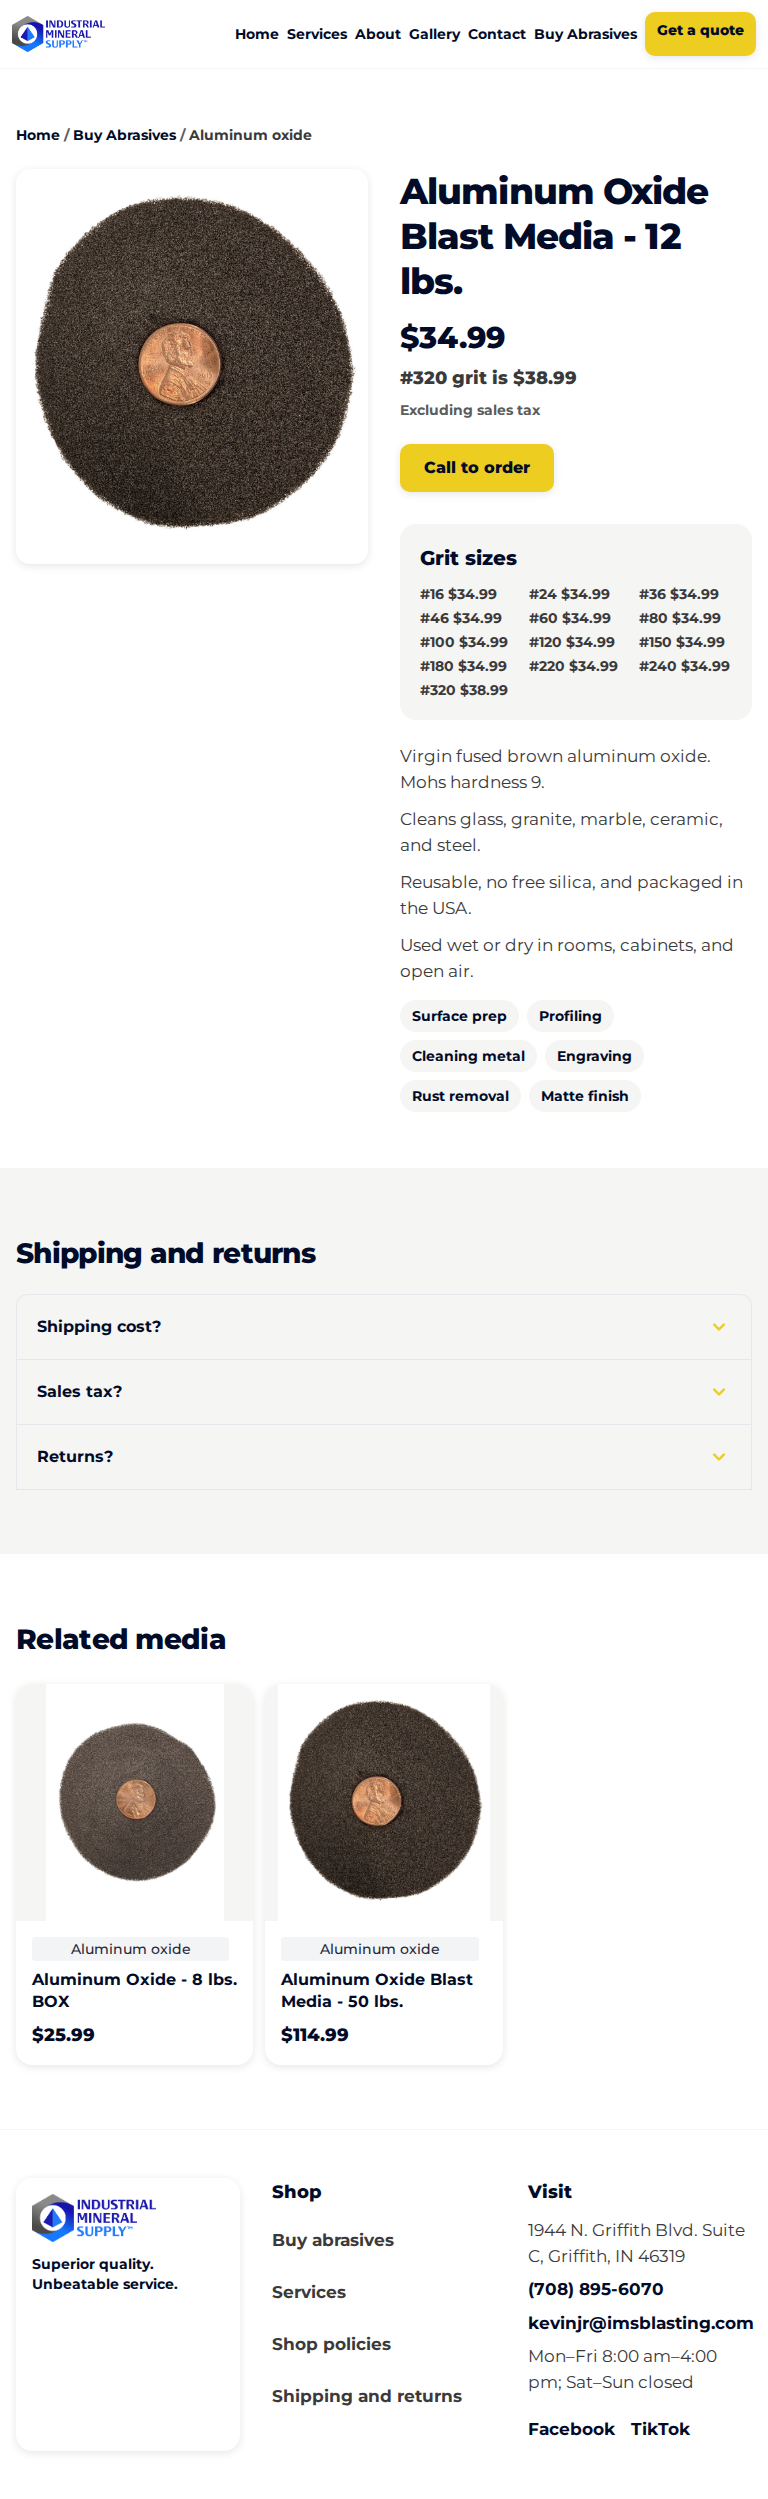 INDUSTRIAL
MINERAL
SUPPLY™
Home Services About Gallery Contact Buy Abrasives Get a quote
Home / Buy Abrasives / Aluminum oxide
Aluminum Oxide
Blast Media - 12
lbs.
$34.99
#320 grit is $38.99
Excluding sales tax
Call to order
Grit sizes
#16 $34.99 #24 $34.99 #36 $34.99
#46 $34.99 #60 $34.99 #80 $34.99
#100 $34.99 #120 $34.99 #150 $34.99
#180 $34.99 #220 $34.99 #240 $34.99
#320 $38.99
Virgin fused brown aluminum oxide.
Mohs hardness 9.
Cleans glass, granite, marble, ceramic,
and steel.
Reusable, no free silica, and packaged in
the USA.
Used wet or dry in rooms, cabinets, and
open air.
Surface prep Profiling
Cleaning metal Engraving
Rust removal Matte finish
Shipping and returns
Shipping cost?
Sales tax?
Returns?
Related media
Aluminum oxide
Aluminum Oxide - 8 lbs.
BOX
$25.99
Aluminum oxide
Aluminum Oxide Blast
Media - 50 lbs.
$114.99
INDUSTRIAL
MINERAL
SUPPLY™
Superior quality.
Unbeatable service.
Shop
Buy abrasives
Services
Shop policies
Shipping and returns
Visit
1944 N. Griffith Blvd. Suite
C, Griffith, IN 46319
(708) 895-6070
kevinjr@imsblasting.com
Mon–Fri 8:00 am–4:00
pm; Sat–Sun closed
Facebook TikTok